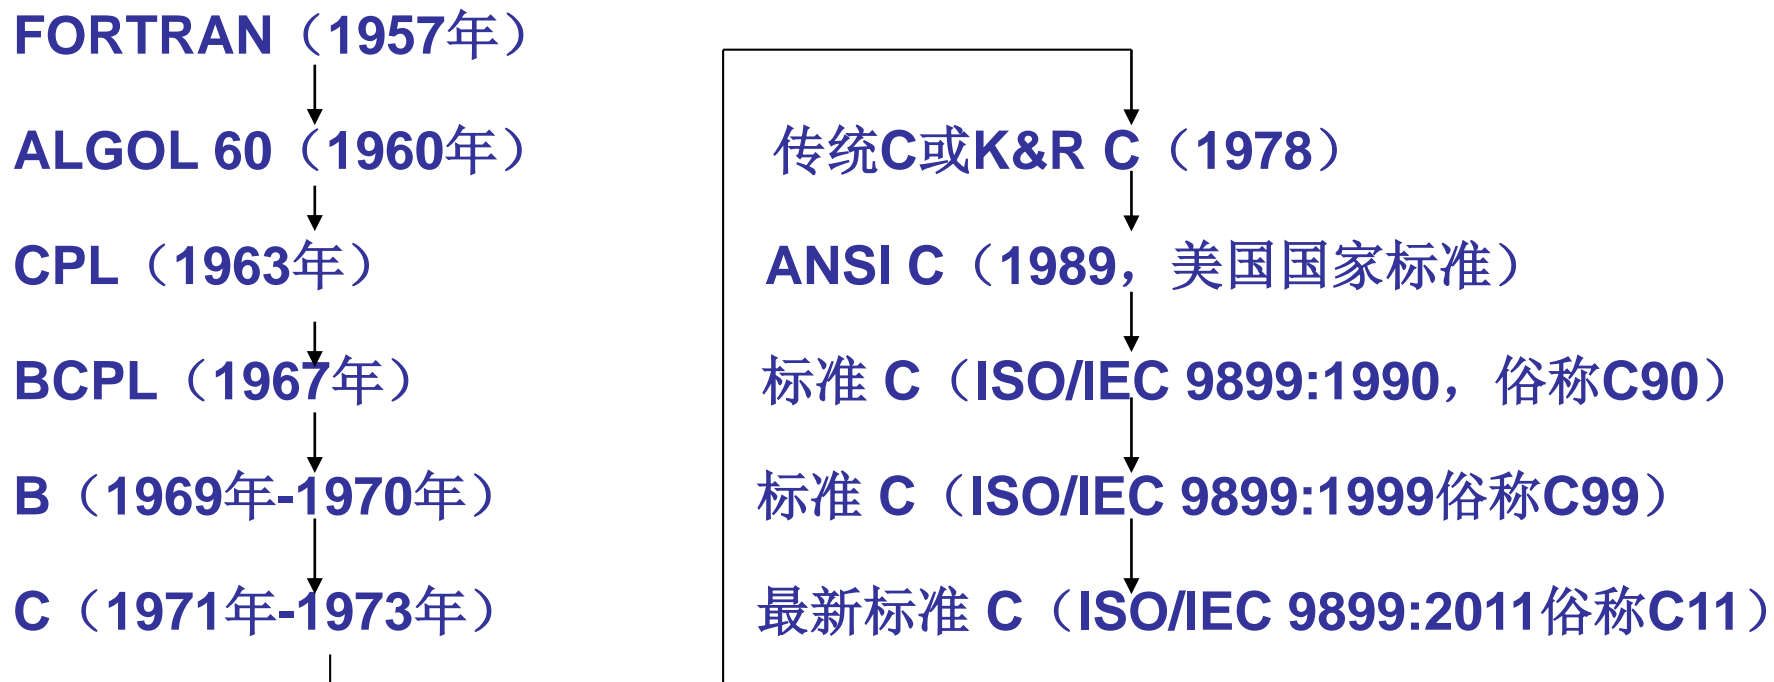 FORTRAN（1957年）
ALGOL 60（1960年）
CPL（1963年）
BCPL（1967年）
B（1969年-1970年）
C（1971年-1973年）
传统C或K&R C（1978）
ANSI C（1989，美国国家标准）
标准 C（ISO/IEC 9899:1990，俗称C90）
标准 C（ISO/IEC 9899:1999俗称C99）
最新标准 C（ISO/IEC 9899:2011俗称C11）